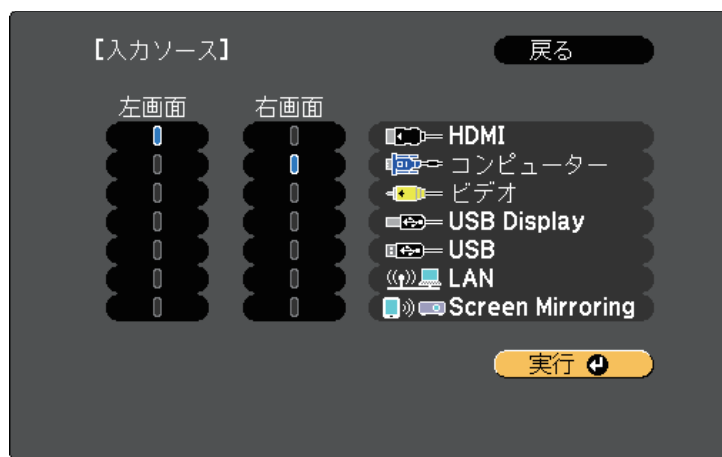 【入力ソース】 戻る
左画面 右画面
HDMI
コンピューター
ビデオ
USB Display
USB
LAN
Screen Mirroring
実行